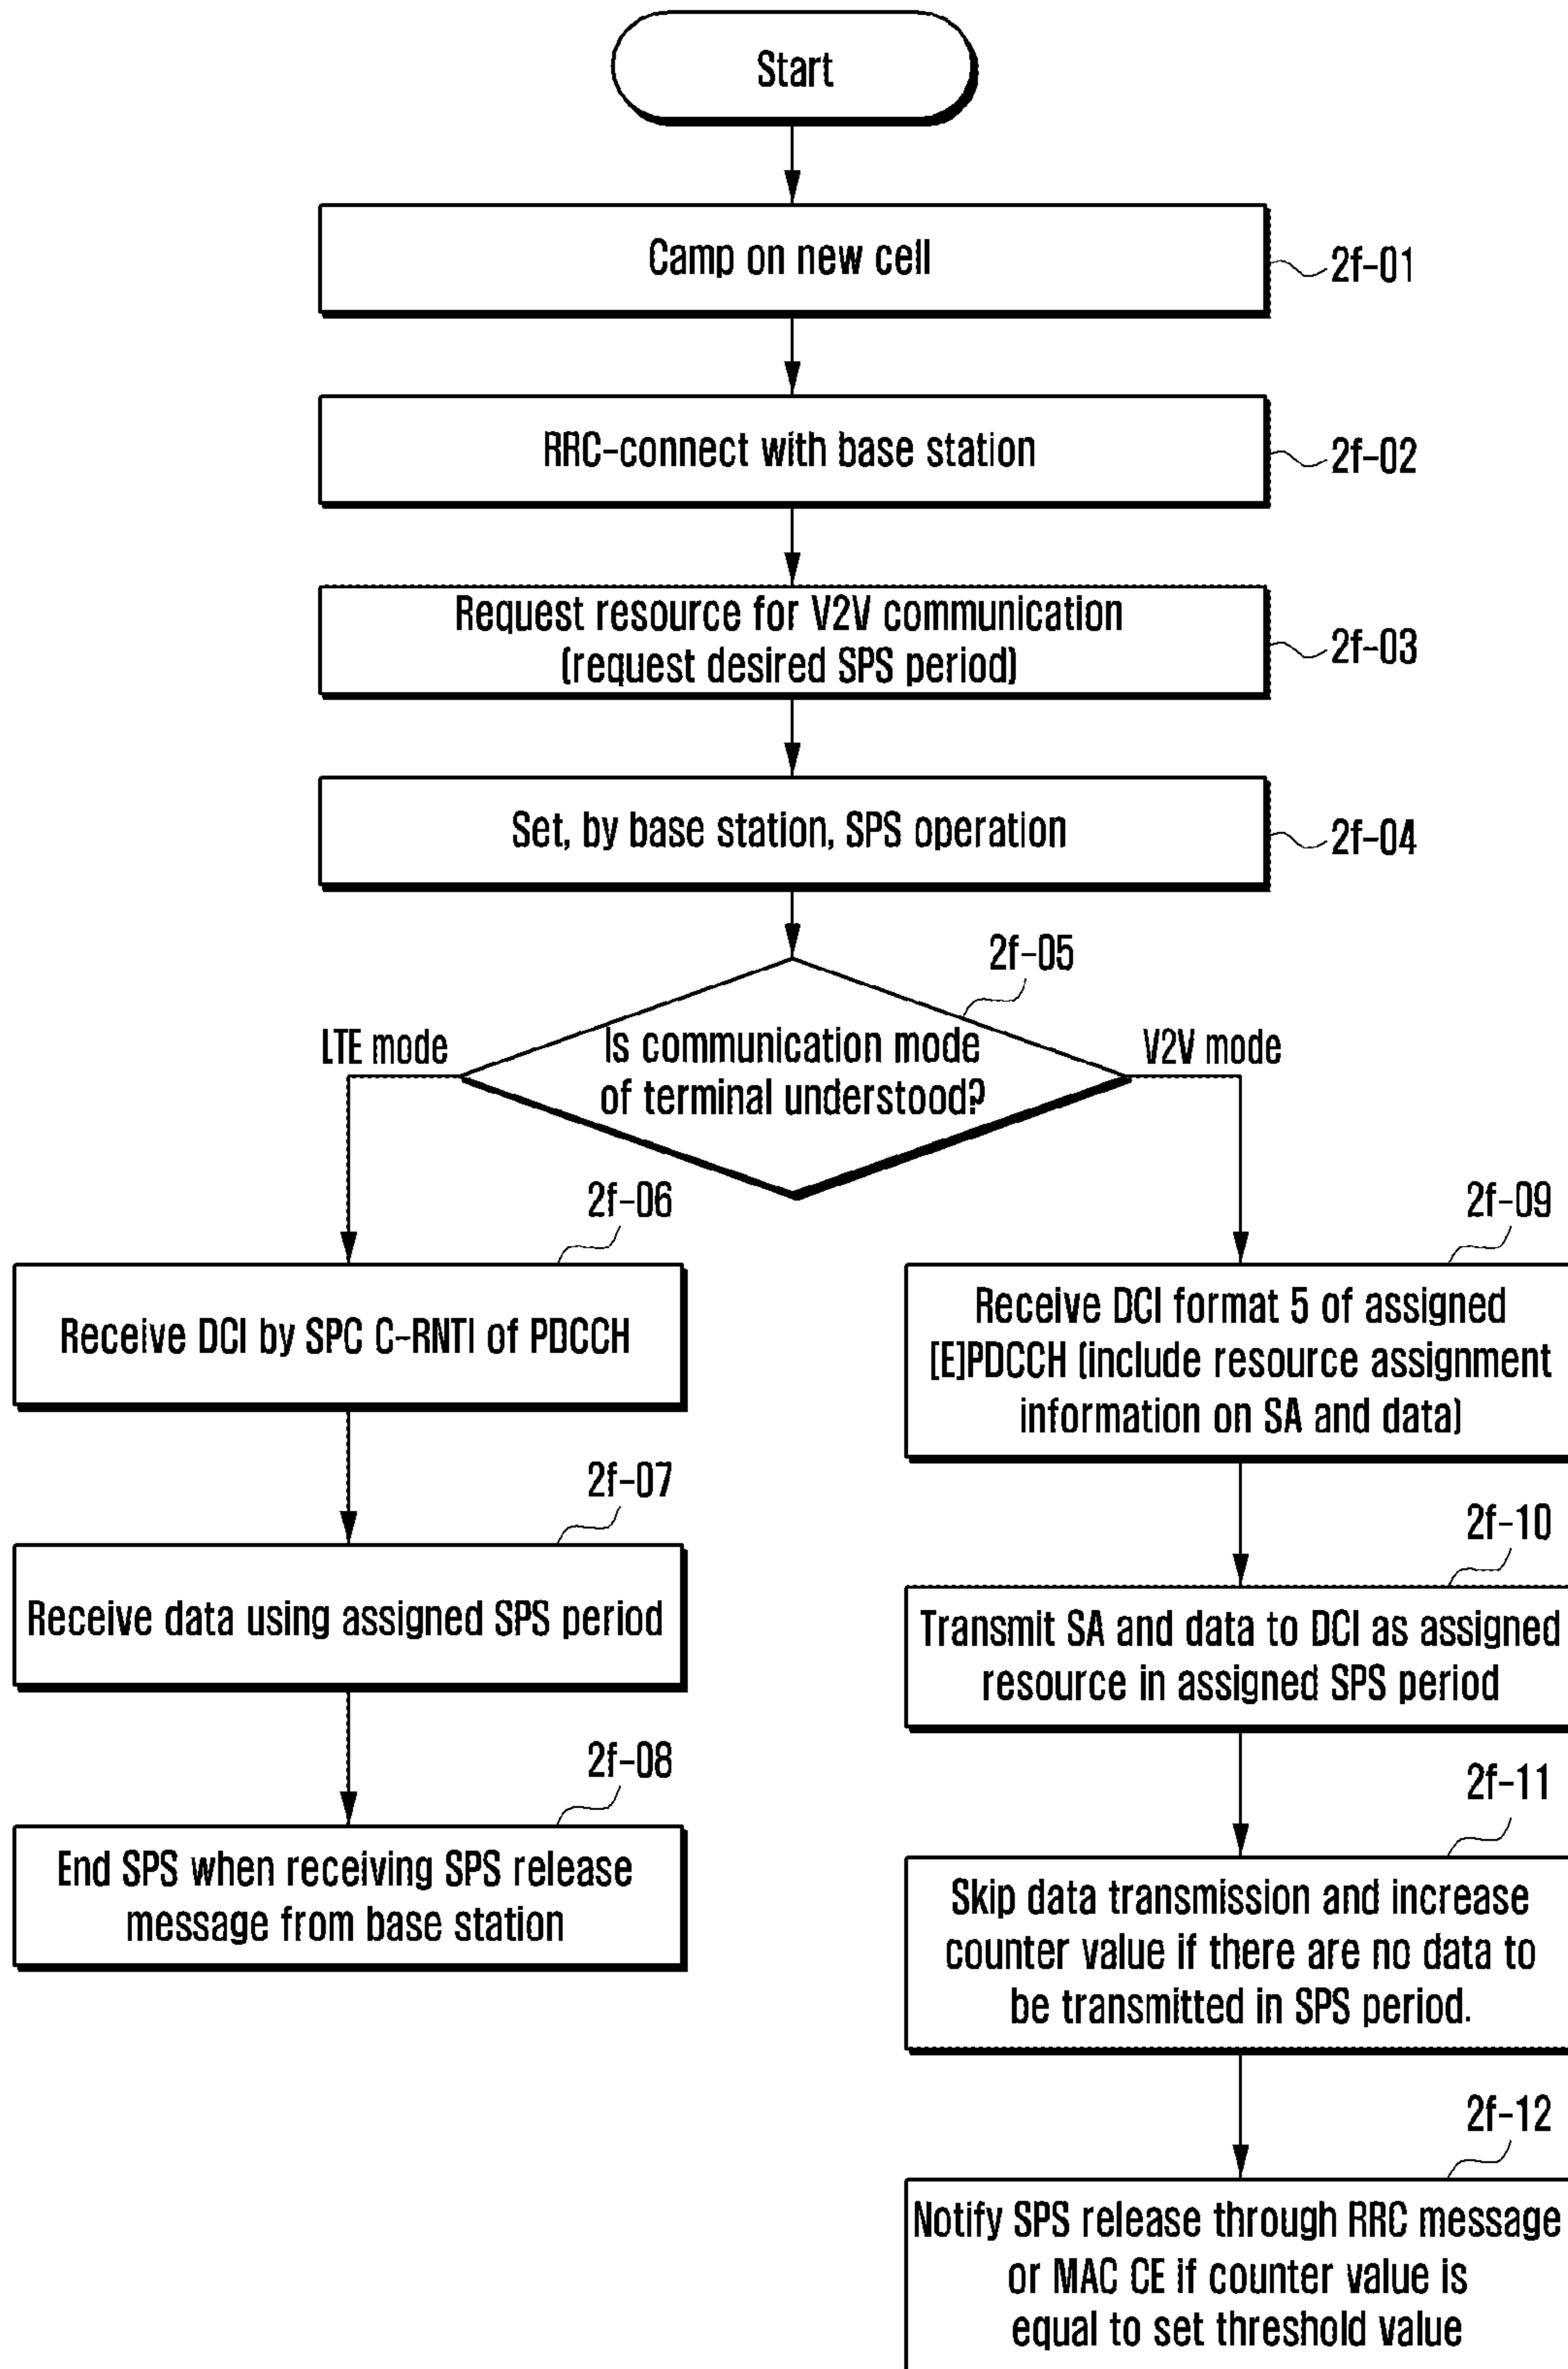 Start
Camp on new cell
2f-01
RRC-connect with base station
2f-02
Request resource for V2V communication
(request desired SPS period)
2f-03
Set, by base station, SPS operation
2f-04
2f-05
LTE mode
Is communication mode
of terminal understood?
V2V mode
2f-06
Receive DCI by SPC C-RNTI of PDCCH
2f-07
Receive data using assigned SPS period
2f-08
End SPS when receiving SPS release
message from base station
2f-09
Receive DCI format 5 of assigned
[E]PDCCH (include resource assignment
information on SA and data)
2f-10
Transmit SA and data to DCI as assigned
resource in assigned SPS period
2f-11
Skip data transmission and increase
counter value if there are no data to
be transmitted in SPS period.
2f-12
Notify SPS release through RRC message
or MAC CE if counter value is
equal to set threshold value